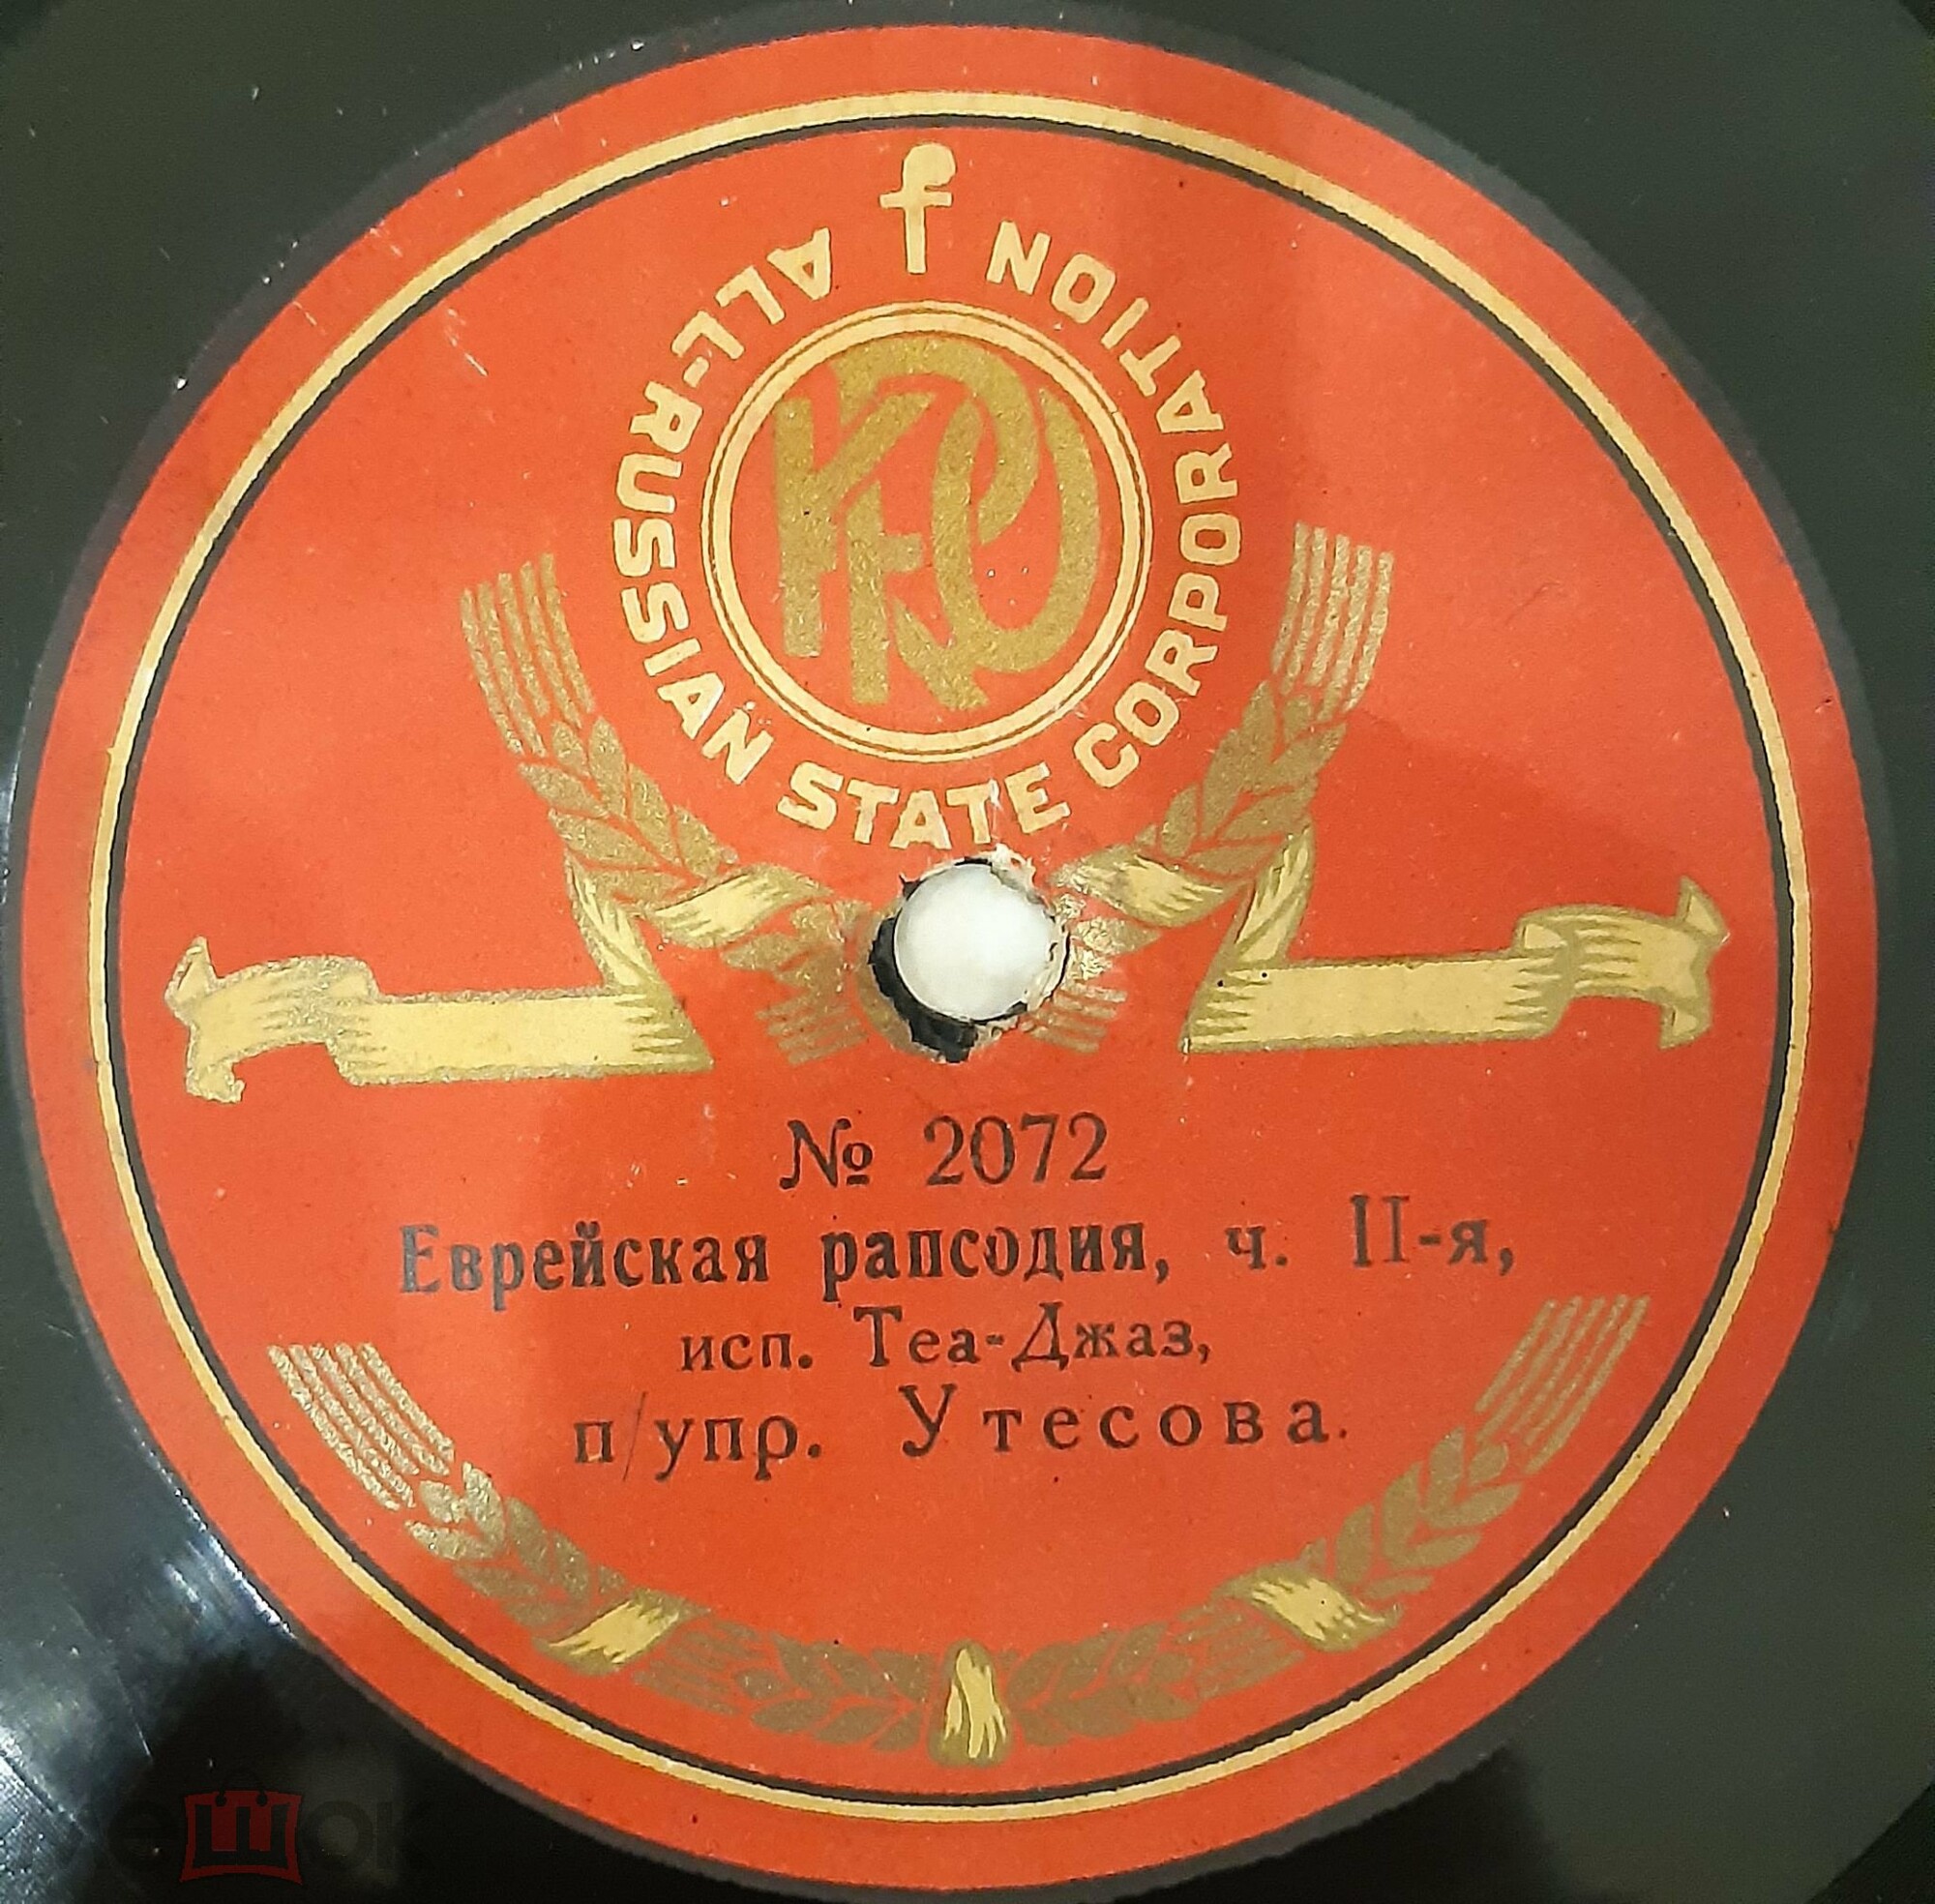 ALL-RUSSIAN STATE CORPORATION
№ 2072
Еврейская рапсодия, ч. II-я,
исп. Теа-Джаз,
п/упр. Утесова.